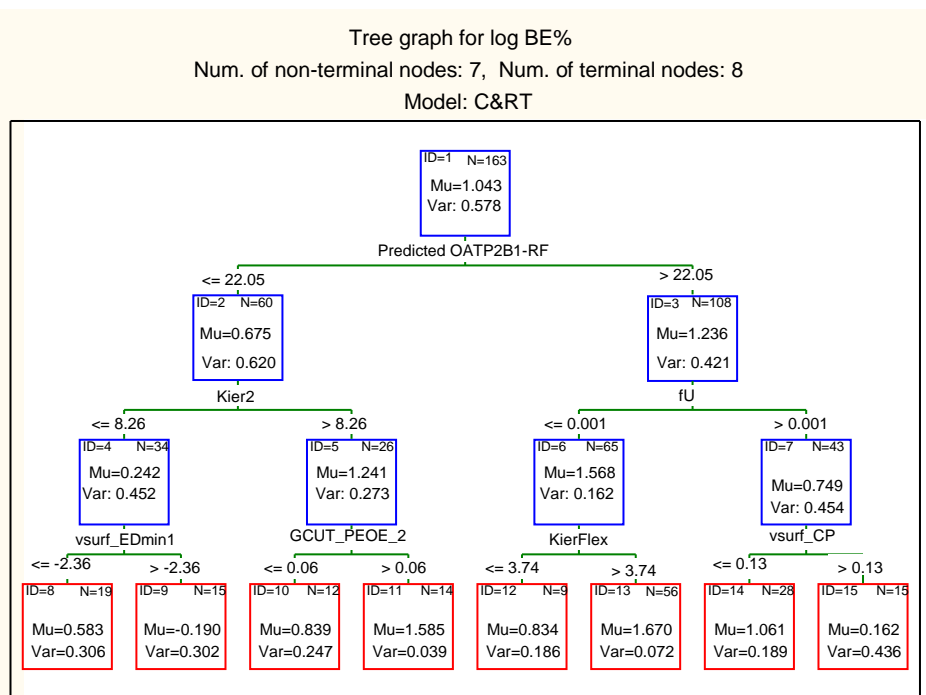 Tree graph for log BE%
Num. of non-terminal nodes: 7, Num. of terminal nodes: 8
Model: C&RT
ID=1 N=163
Mu=1.043
Var: 0.578
Predicted OATP2B1-RF
<= 22.05 > 22.05
ID=2 N=60 ID=3 N=108
Mu=0.675 Mu=1.236
Var: 0.620 Var: 0.421
Kier2 fU
<= 8.26 > 8.26 <= 0.001 > 0.001
ID=4 N=34 ID=5 N=26 ID=6 N=65 ID=7 N=43
Mu=0.242 Mu=1.241 Mu=1.568 Mu=0.749
Var: 0.452 Var: 0.273 Var: 0.162 Var: 0.454
vsurf_EDmin1 GCUT_PEOE_2 KierFlex vsurf_CP
<= -2.36 > -2.36 <= 0.06 > 0.06 <= 3.74 > 3.74 <= 0.13 > 0.13
ID=8 N=19 ID=9 N=15 ID=10 N=12 ID=11 N=14 ID=12 N=9 ID=13 N=56 ID=14 N=28 ID=15 N=15
Mu=0.583 Mu=-0.190 Mu=0.839 Mu=1.585 Mu=0.834 Mu=1.670 Mu=1.061 Mu=0.162
Var=0.306 Var=0.302 Var=0.247 Var=0.039 Var=0.186 Var=0.072 Var=0.189 Var=0.436